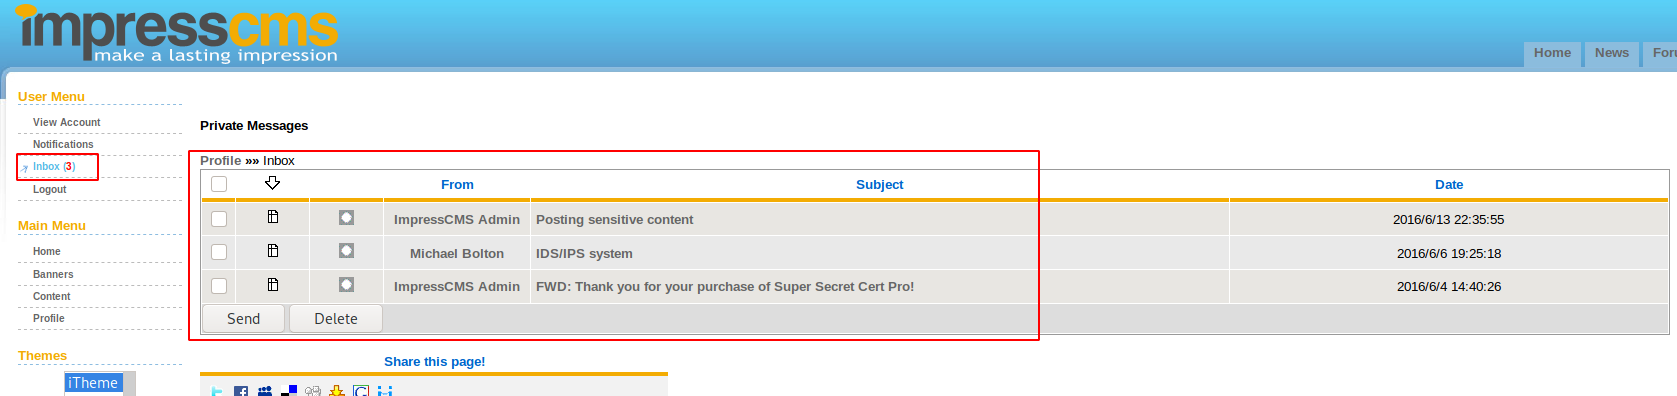 impresscms
make a lasting impression
Home News
User Menu
View Account
Notifications
Inbox (3)
Logout
Main Menu
Home
Banners
Content
Profile
Themes
iTheme
Private Messages
Profile »» Inbox
From Subject Date
ImpressCMS Admin Posting sensitive content 2016/6/13 22:35:55
Michael Bolton IDS/IPS system 2016/6/6 19:25:18
ImpressCMS Admin FWD: Thank you for your purchase of Super Secret Cert Pro! 2016/6/4 14:40:26
Send Delete
Share this page!